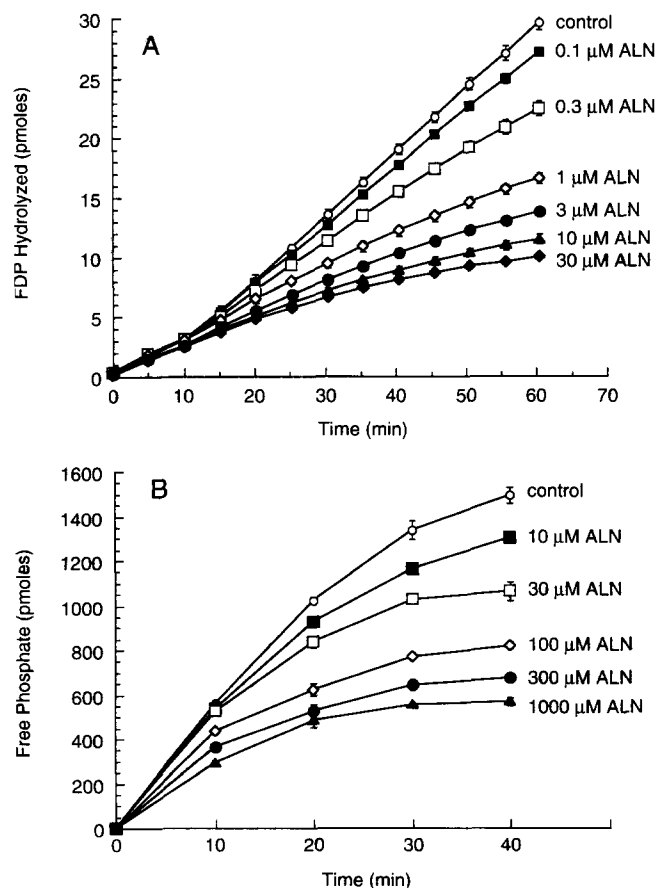 A
FDP Hydrolyzed (pmoles)
30
25
20
15
10
5
0
0 10 20 30 40 50 60 70
Time (min)
control
0.1 μM ALN
0.3 μM ALN
1 μM ALN
3 μM ALN
10 μM ALN
30 μM ALN
B
Free Phosphate (pmoles)
1600
1400
1200
1000
800
600
400
200
0
0 10 20 30 40
Time (min)
control
10 μM ALN
30 μM ALN
100 μM ALN
300 μM ALN
1000 μM ALN